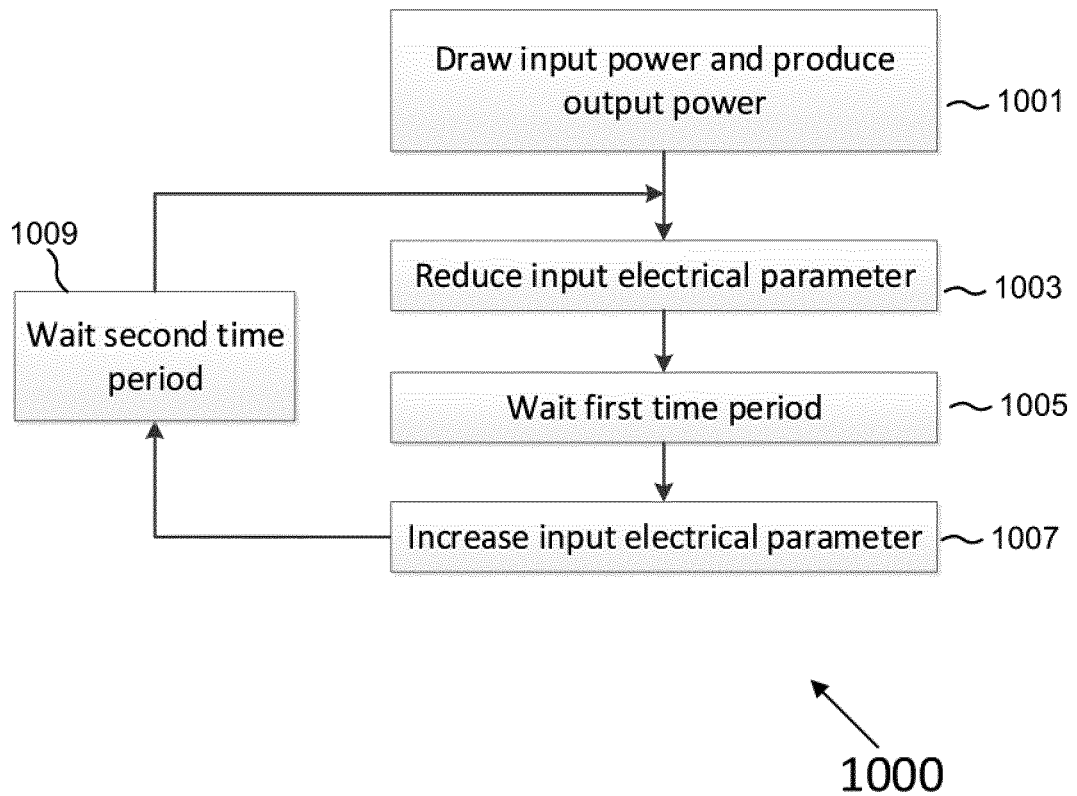 Draw input power and produce
output power
1001
1009
Reduce input electrical parameter
1003
Wait second time
period
Wait first time period
1005
Increase input electrical parameter
1007
1000